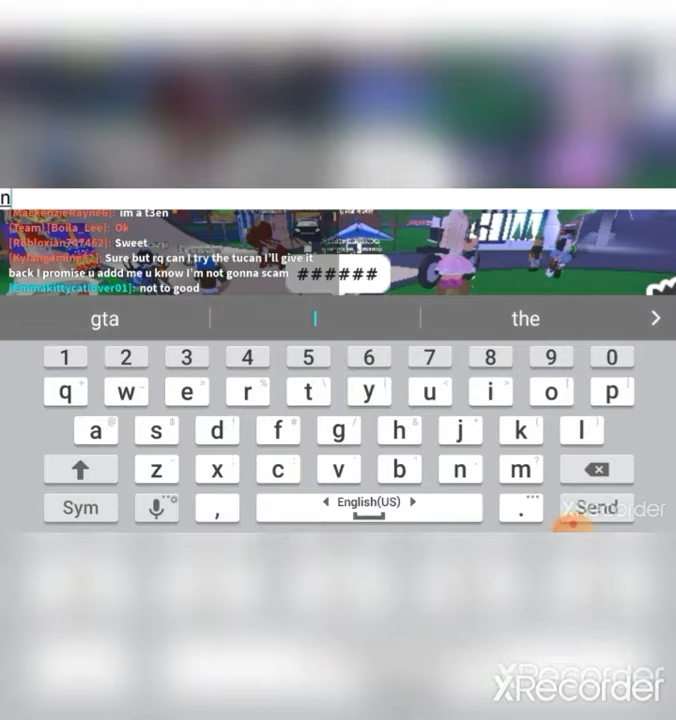 n
[MackenzieRayne6]: im a t3en
[Team] [Boila_Lee]: Ok
[Robloxian747462]: Sweet
[Kylangaming82]: Sure but rq can I try the tucan I'll give it
back I promise u addd me u know I'm not gonna scam
######
[Emmakittycatlover01]: not to good
gta I the
1 2 3 4 5 6 7 8 9 0
q w e r t y u i o p
a s d f g h j k l
z x c v b n m
Sym , English(US) . Send
XRecorder
XRecorder